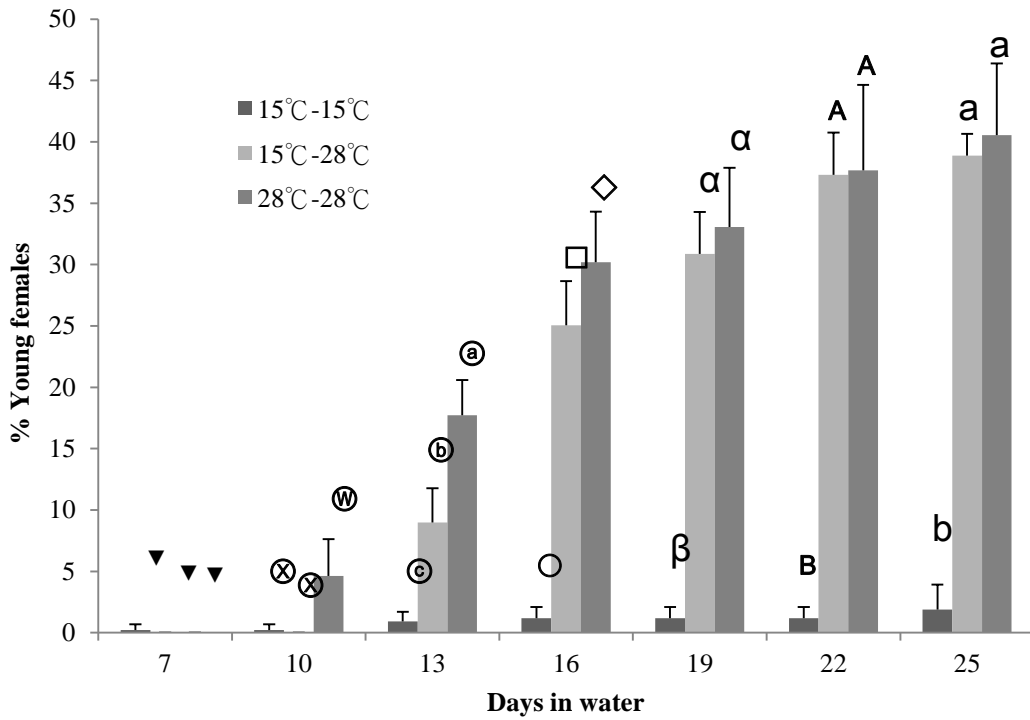 50
45
40
35
30
25
20
15
10
5
0
% Young females
15℃-15℃
15℃-28℃
28℃-28℃
▼ ▼ ▼
ⓧ ⓧ Ⓦ
ⓒ ⓑ ⓐ
○ □ ◇
β α α
B A A
b a a
7 10 13 16 19 22 25
Days in water